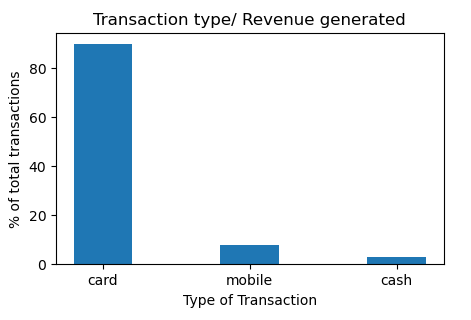 Transaction type/ Revenue generated
% of total transactions
80
60
40
20
0
card mobile cash
Type of Transaction